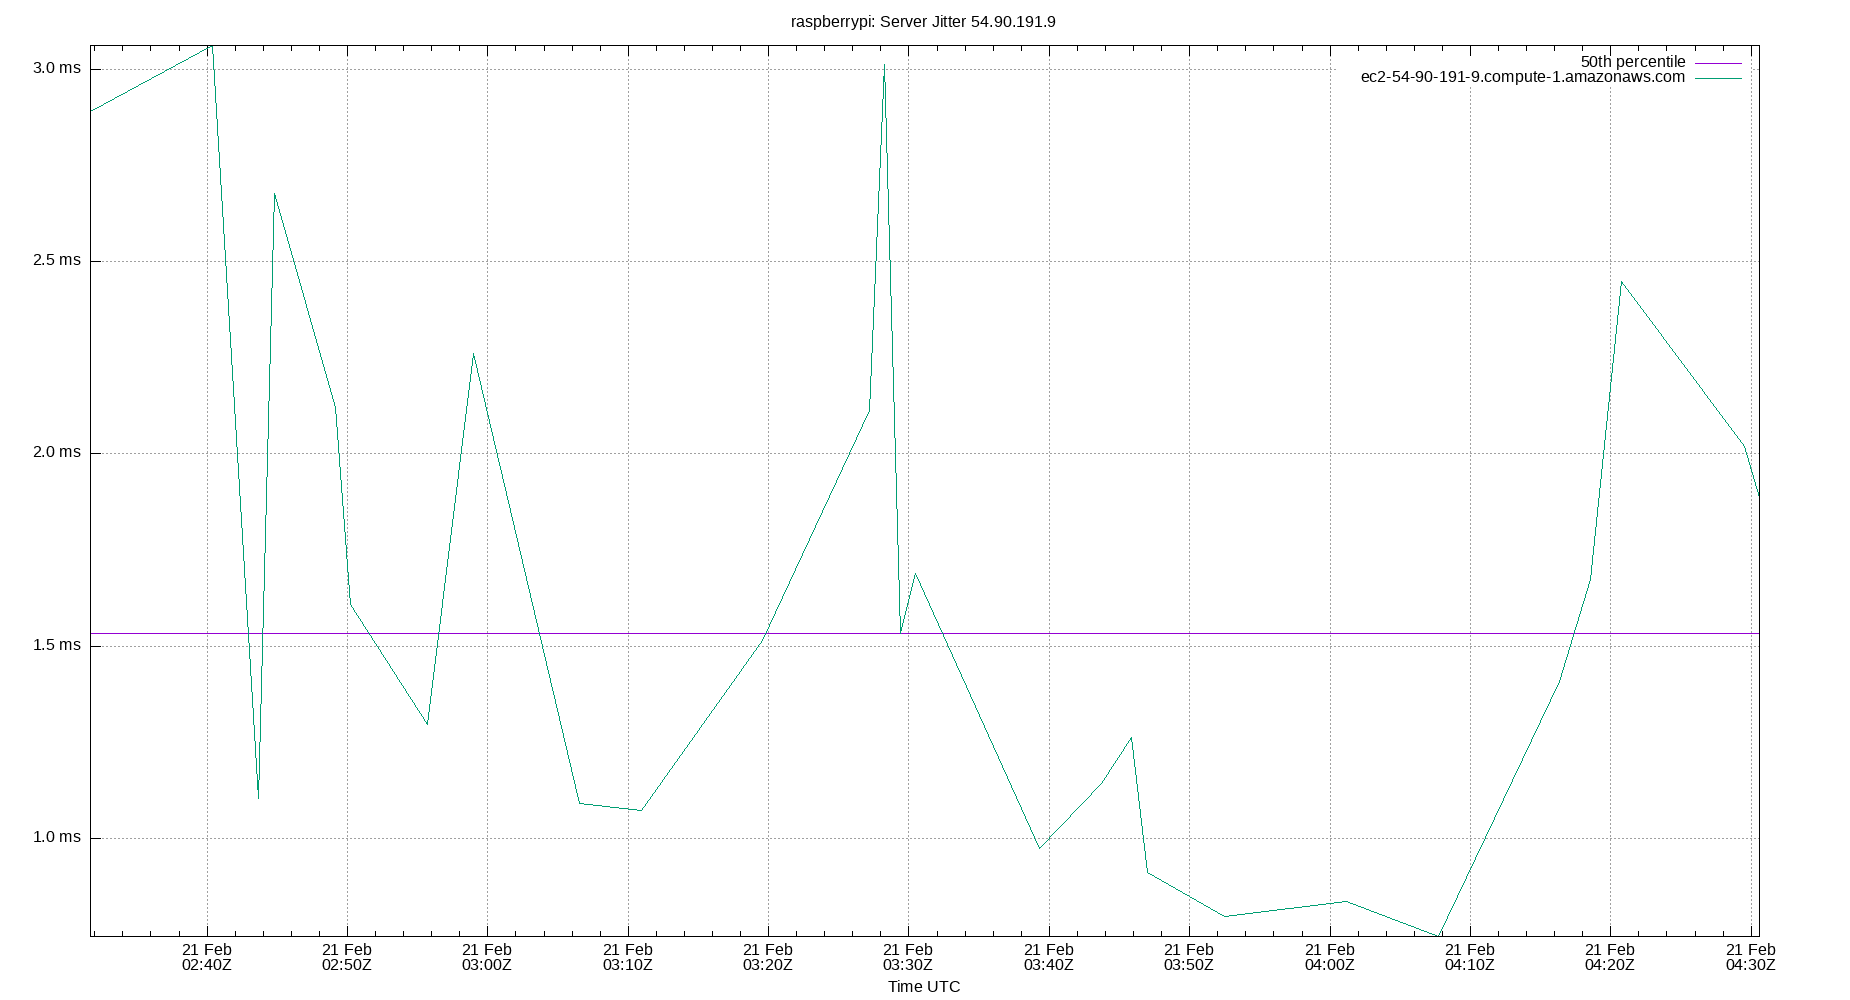 raspberrypi: Server Jitter 54.90.191.9
50th percentile
ec2-54-90-191-9.compute-1.amazonaws.com
3.0 ms
2.5 ms
2.0 ms
1.5 ms
1.0 ms
21 Feb 21 Feb 21 Feb 21 Feb 21 Feb 21 Feb 21 Feb 21 Feb 21 Feb 21 Feb 21 Feb 21 Feb
02:40Z 02:50Z 03:00Z 03:10Z 03:20Z 03:30Z 03:40Z 03:50Z 04:00Z 04:10Z 04:20Z 04:30Z
Time UTC